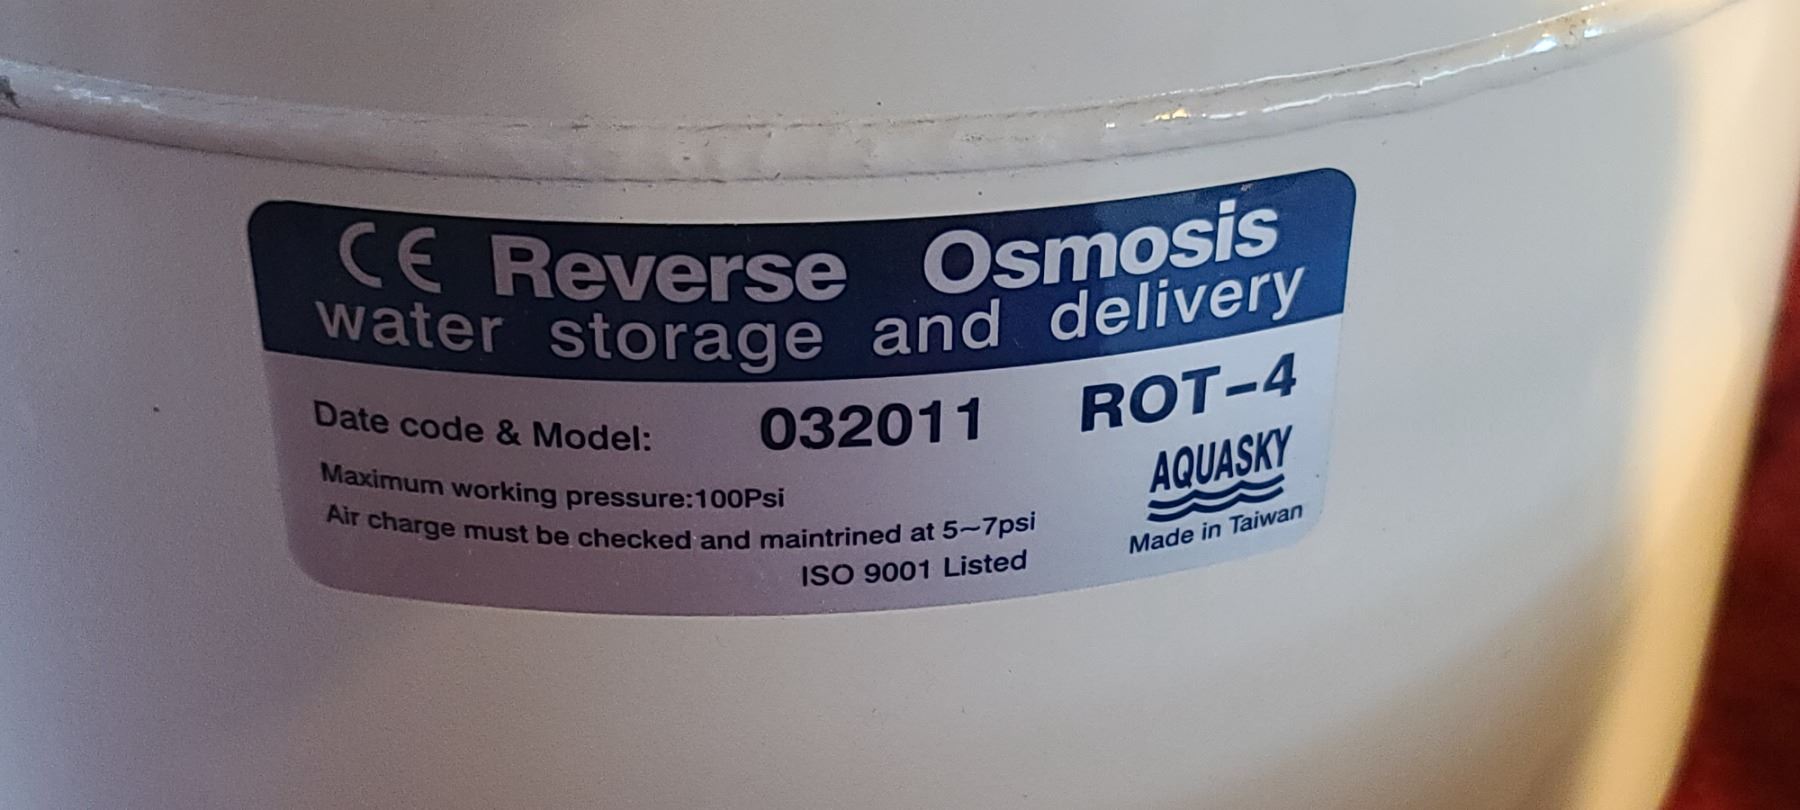 CE Reverse Osmosis
water storage and delivery
Date code & Model: 032011 ROT-4
Maximum working pressure:100Psi
Air charge must be checked and maintrined at 5~7psi
ISO 9001 Listed
AQUASKY
Made in Taiwan